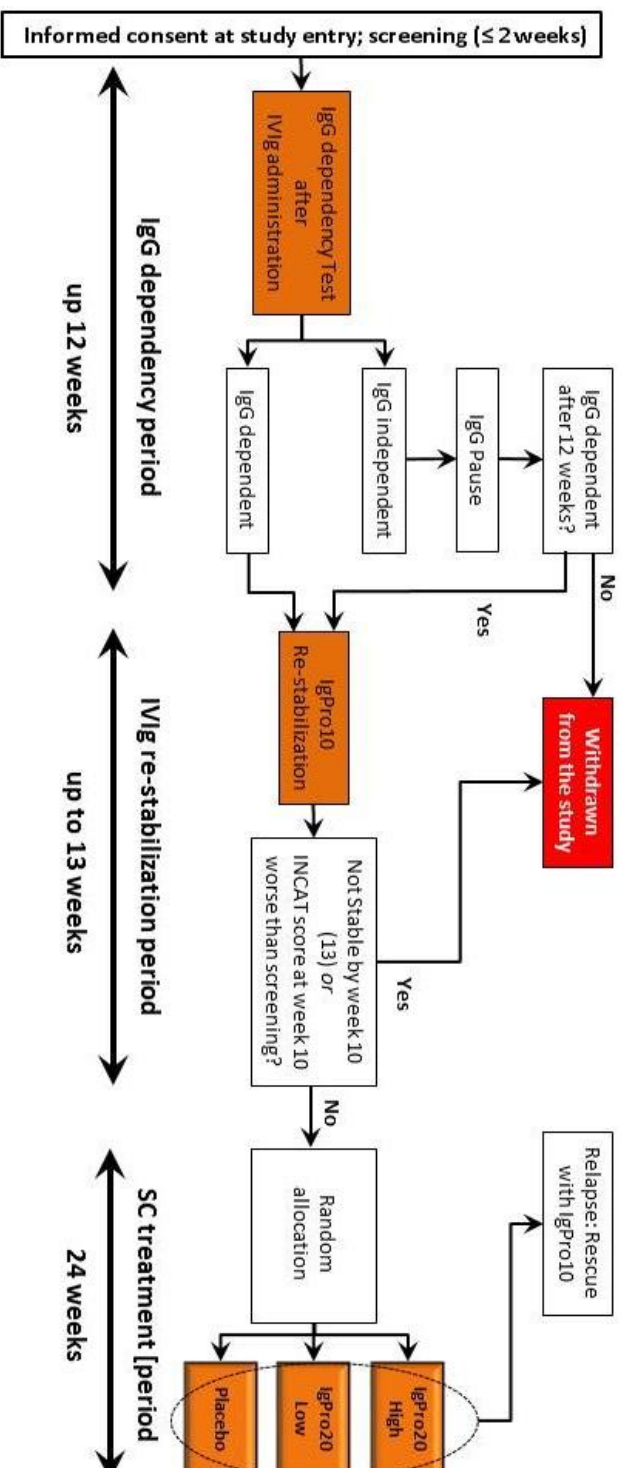 Informed consent at study entry; screening (≤ 2 weeks)
IgG dependency Test
after
IVIg administration
IgG dependent
after 12 weeks?
IgG Pause
IgG independent
IgG dependent
No
Yes
Withdrawn
from the study
IgPro10
Re-stabilization
Not Stable by week 10
(13) or
INCAT score at week 10
worse than screening?
Yes
No
Relapse: Rescue
with IgPro10
Random
allocation
IgPro20
High
IgPro20
Low
Placebo
IgG dependency period
up 12 weeks
IVIg re-stabilization period
up to 13 weeks
SC treatment [period
24 weeks